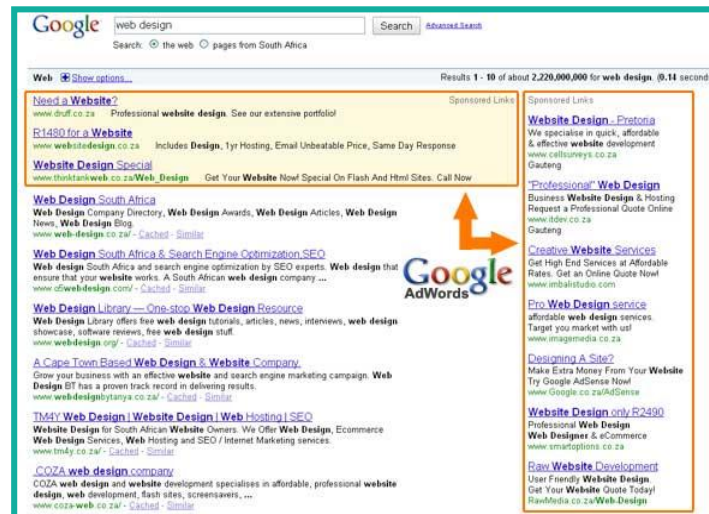 Google web design Search Advanced Search
Search: the web pages from South Africa
Web Show options... Results 1 - 10 of about 2,220,000,000 for web design. (0.14 seconds
Need a Website? Sponsored Links
www.druff.co.za Professional website design. See our extensive portfolio!
R1480 for a Website
www.websitedesign.co.za Includes Design, 1yr Hosting, Email Unbeatable Price, Same Day Response
Website Design Special
www.thinktankweb.co.za/Web_Design Get Your Website Now! Special On Flash And Html Sites. Call Now
Web Design South Africa
Web Design Company Directory, Web Design Awards, Web Design Articles, Web Design
News, Web Design Blog.
www.web-design.co.za/ - Cached - Similar
Web Design South Africa & Search Engine Optimization,SEO
Web design South Africa and search engine optimization by SEO experts. Web design that
ensure that your website works. A South African web design company ...
www.o5webdesign.com/ - Cached - Similar
Web Design Library — One-stop Web Design Resource
Web Design Library offers free web design tutorials, articles, news, interviews, web design
showcase, software reviews, free web design stuff.
www.webdesign.org/ - Cached - Similar
A Cape Town Based Web Design & Website Company.
Grow your business with an effective website and search engine marketing campaign. Web
Design BT has a proven track record in delivering results.
www.webdesignbytanya.co.za/ - Cached - Similar
TM4Y Web Design | Website Design | Web Hosting | SEO
Website Design for South African Website Owners. We Offer Web Design, Ecommerce
Web Design Services, Web Hosting and SEO / Internet Marketing services.
www.tm4y.co.za/ - Cached - Similar
COZA web design company
COZA web design and website development specialises in affordable, professional website
design, web development, flash sites, screensavers, ...
www.coza-web.co.za/ - Cached - Similar
Google
AdWords
Sponsored Links
Website Design - Pretoria
We specialise in quick, affordable
& effective website development
www.cellsurveys.co.za
Gauteng
"Professional" Web Design
Business Website Design & Hosting
Request a Professional Quote Online
www.itdev.co.za
Gauteng
Creative Website Services
Get High End Services at Affordable
Rates. Get an Online Quote Now!
www.imbalistudio.com
Pro Web Design service
affordable web design services.
Target you market with us!
www.imagemedia.co.za
Designing A Site?
Make Extra Money From Your Website
Try Google AdSense Now!
www.Google.co.za/AdSense
Website Design only R2490
Professional Web Design
Web Designer & eCommerce
www.smartoptions.co.za
Raw Website Development
User Friendly Website Design.
Get Your Website Quote Today!
RawMedia.co.za/Web-Design